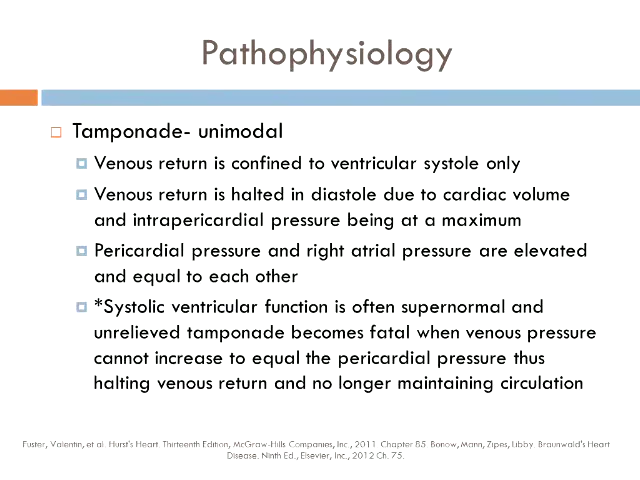 Pathophysiology
Tamponade- unimodal
Venous return is confined to ventricular systole only
Venous return is halted in diastole due to cardiac volume
and intrapericardial pressure being at a maximum
Pericardial pressure and right atrial pressure are elevated
and equal to each other
*Systolic ventricular function is often supernormal and
unrelieved tamponade becomes fatal when venous pressure
cannot increase to equal the pericardial pressure thus
halting venous return and no longer maintaining circulation
Fuster, Valentin, et al. Hurst's Heart. Thirteenth Edition, McGraw-Hills Companies, Inc., 2011. Chapter 85. Bonow, Mann, Zipes, Libby. Braunwald's Heart
Disease. Ninth Ed., Elsevier, Inc., 2012 Ch. 75.